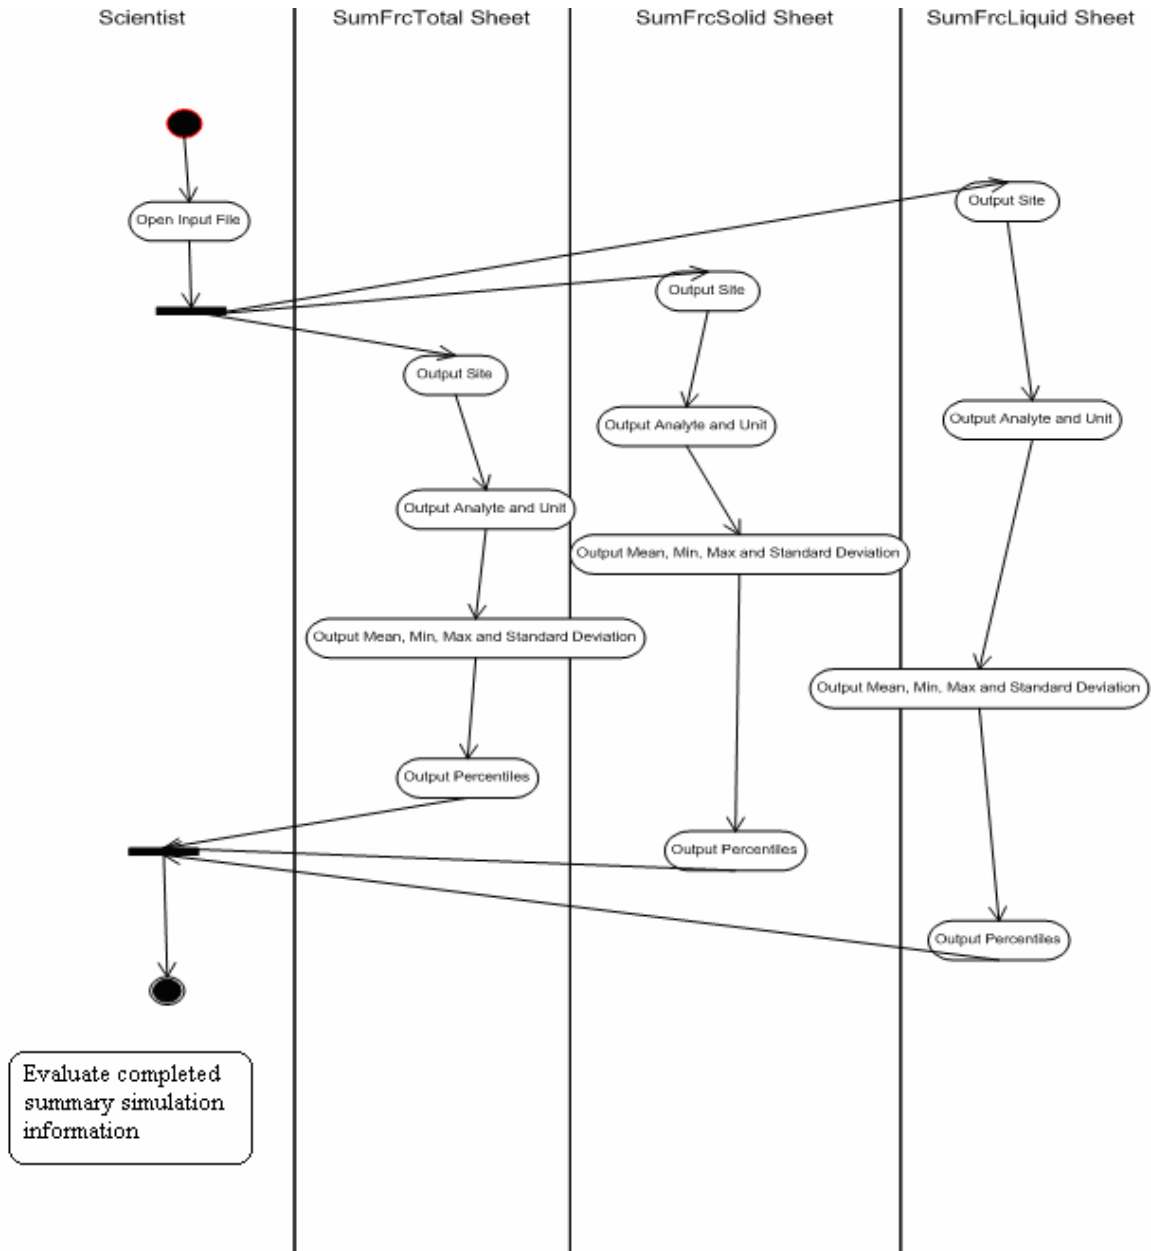 Scientist
SumFrcTotal Sheet
SumFrcSolid Sheet
SumFrcLiquid Sheet
Open Input File
Output Site
Output Analyte and Unit
Output Mean, Min, Max and Standard Deviation
Output Percentiles
Output Site
Output Analyte and Unit
Output Mean, Min, Max and Standard Deviation
Output Percentiles
Output Site
Output Analyte and Unit
Output Mean, Min, Max and Standard Deviation
Output Percentiles
Evaluate completed
summary simulation
information